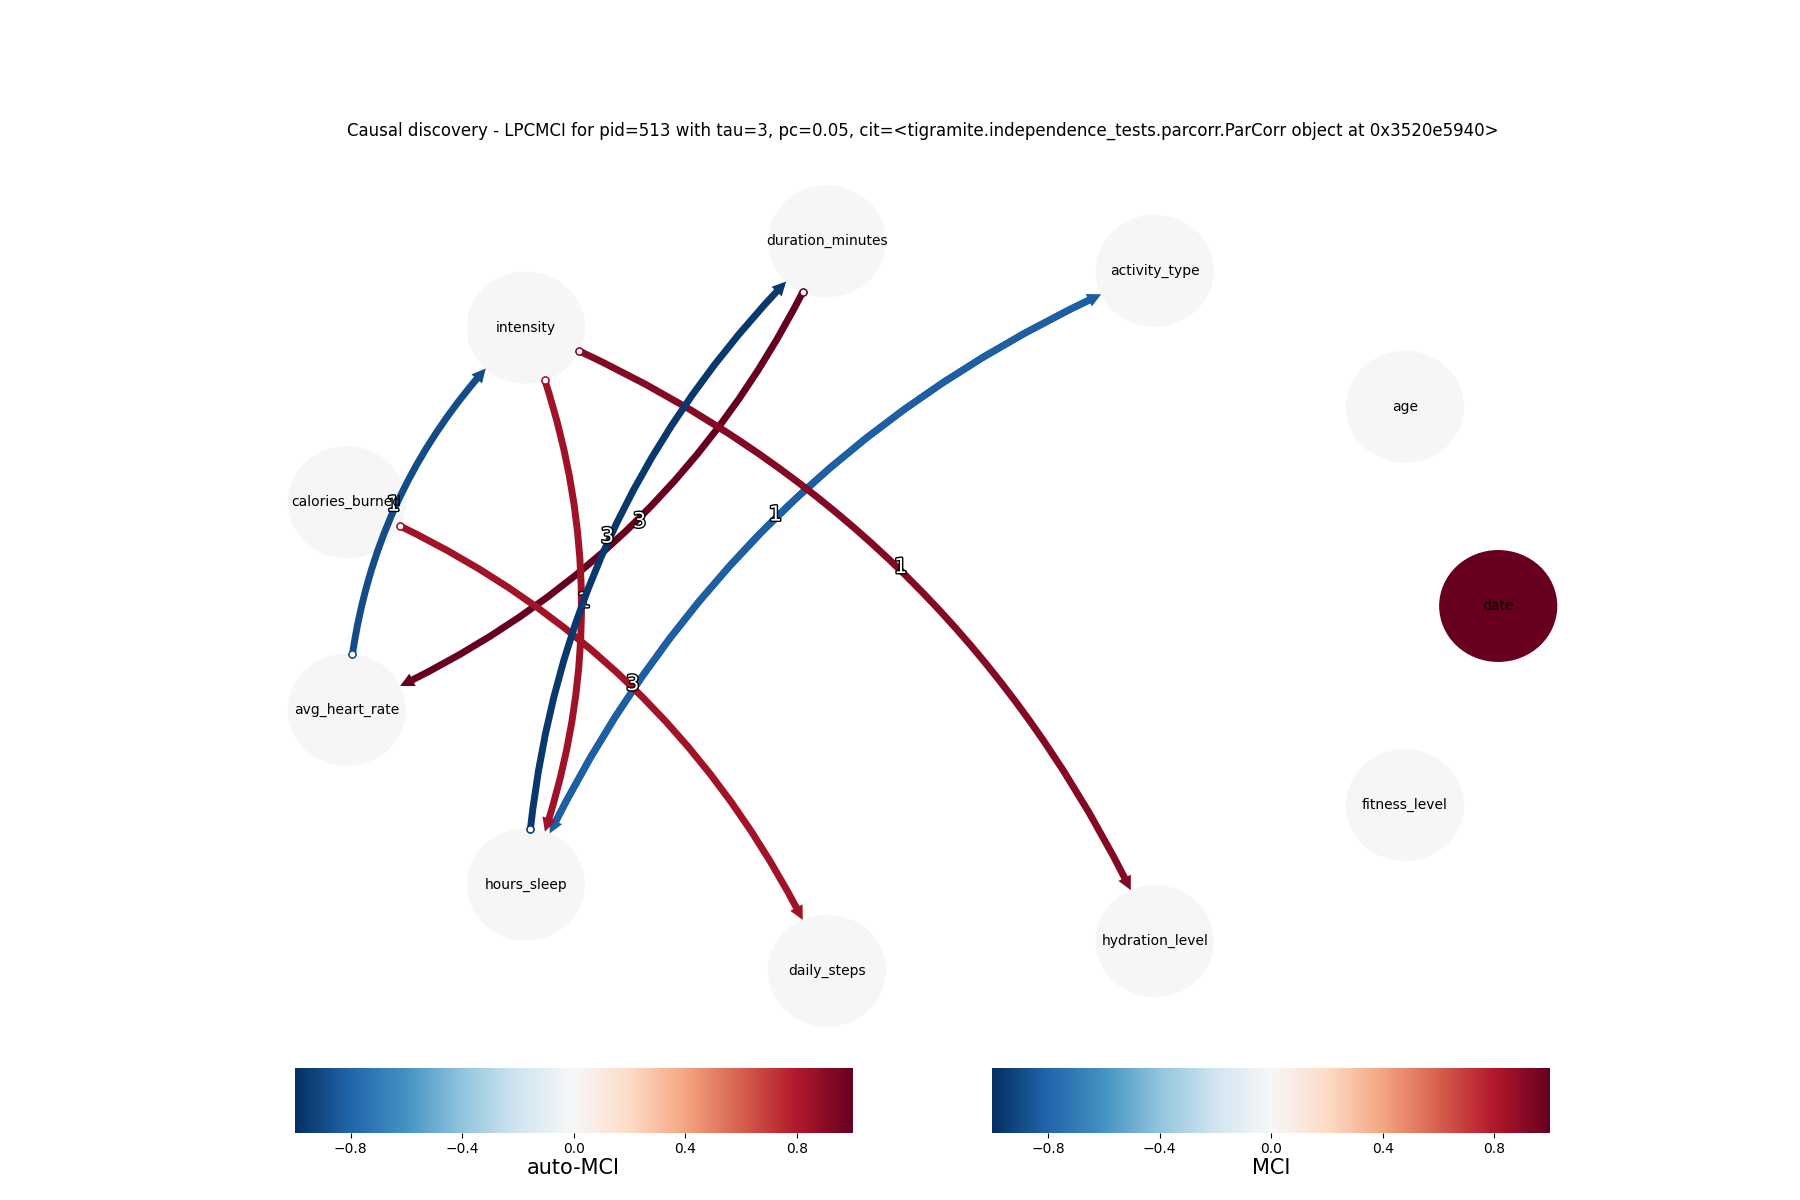 Causal discovery - LPCMCI for pid=513 with tau=3, pc=0.05, cit=<tigramite.independence_tests.parcorr.ParCorr object at 0x3520e5940>
duration_minutes
activity_type
intensity
age
calories_burned
1
3
3
1
1
date
3
avg_heart_rate
fitness_level
hours_sleep
hydration_level
daily_steps
−0.8 −0.4 0.0 0.4 0.8
auto-MCI
−0.8 −0.4 0.0 0.4 0.8
MCI